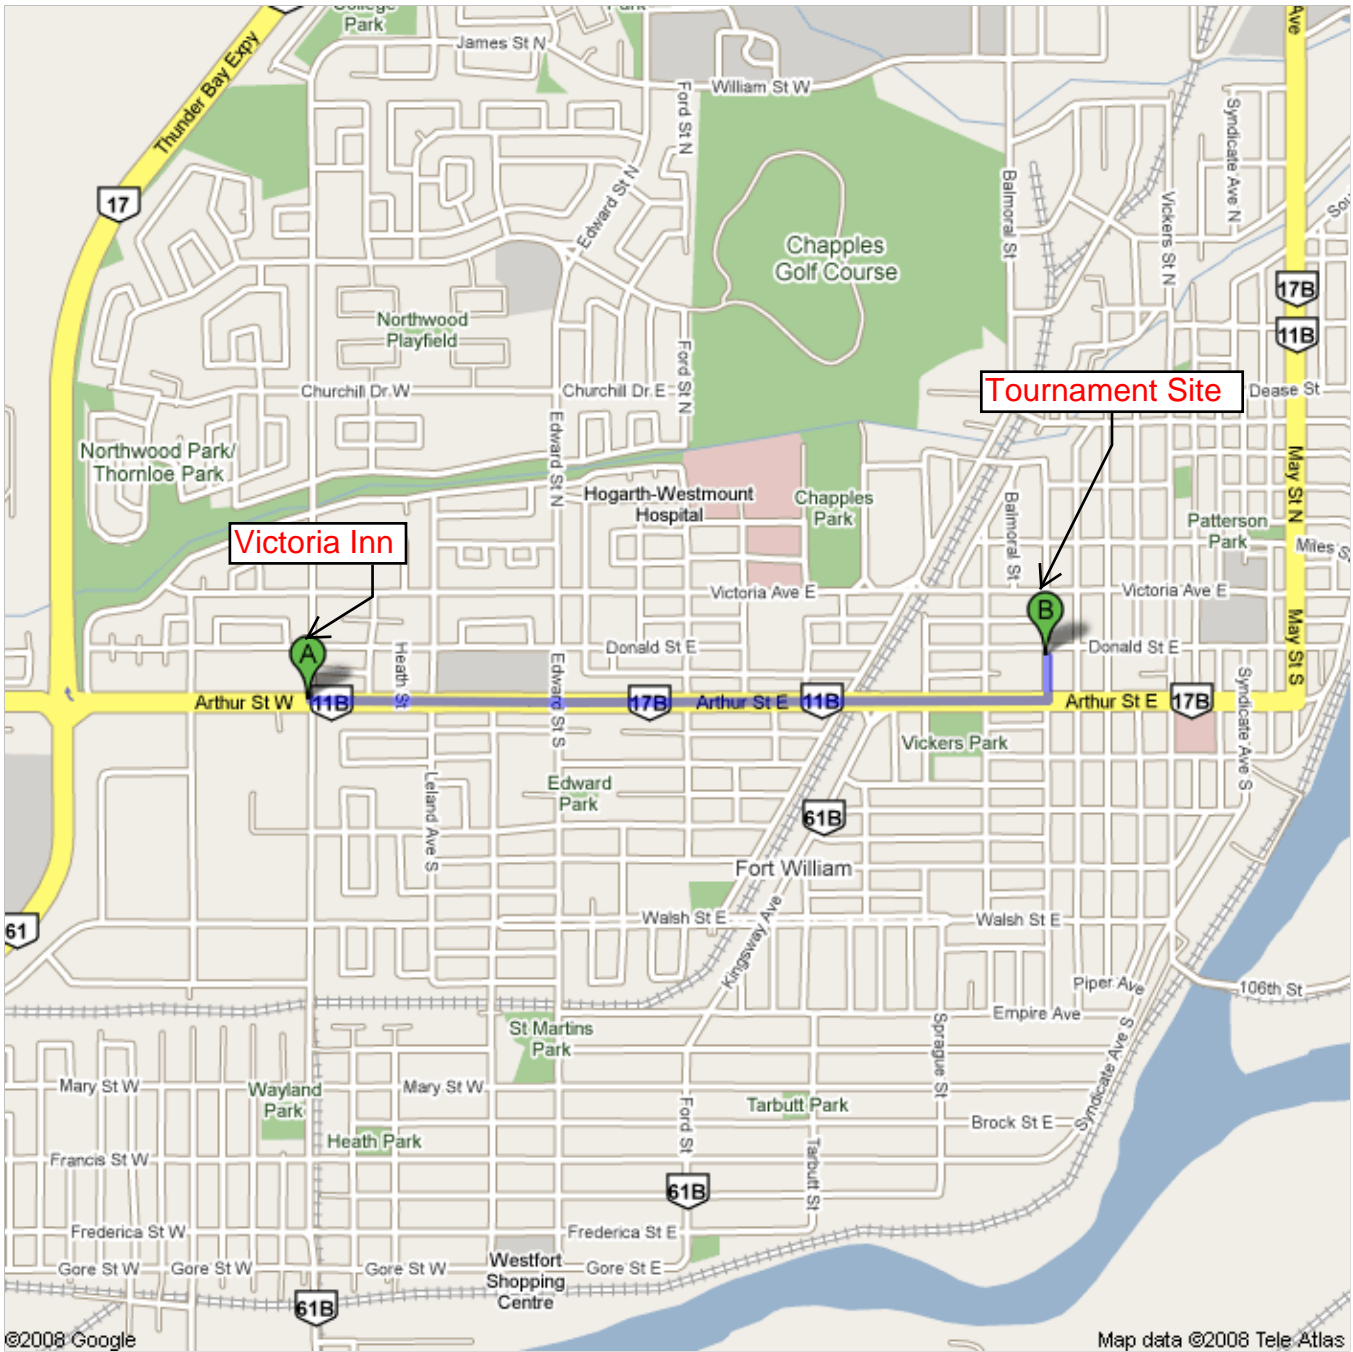 College
Park
Park
Ave
James St N
Thunder Bay Expy
William St W
Ford St N
Syndicate Ave N
17
Edward St N
Balmoral St
Vickers St N
Chapples
Golf Course
17B
Northwood
Playfield
11B
Ford St N
Tournament Site
Churchill Dr W
Churchill Dr E
Dease St
Edward St N
Northwood Park/
Thornloe Park
May St N
Hogarth-Westmount
Hospital
Chapples
Park
Balmoral St
Patterson
Park
Victoria Inn
Miles S
Victoria Ave E
Victoria Ave E
B
A
Heath St
Donald St E
Donald St E
May St S
Edward St S
Syndicate Ave S
Arthur St W
11B
17B
Arthur St E
11B
Arthur St E
17B
Vickers Park
Leland Ave S
Edward
Park
61B
Fort William
61
Walsh St E
Walsh St E
Kingsway Ave
Piper Ave
106th St
Empire Ave
St Martins
Park
Sprague St
Syndicate Ave S
Mary St W
Wayland
Park
Mary St W
Ford St
Tarbutt Park
Brock St E
Heath Park
Tarbutt St
Francis St W
61B
Frederica St W
Frederica St E
Gore St W
Gore St W
Gore St W
Westfort
Shopping
Centre
Gore St E
61B
©2008 Google
Map data ©2008 Tele Atlas